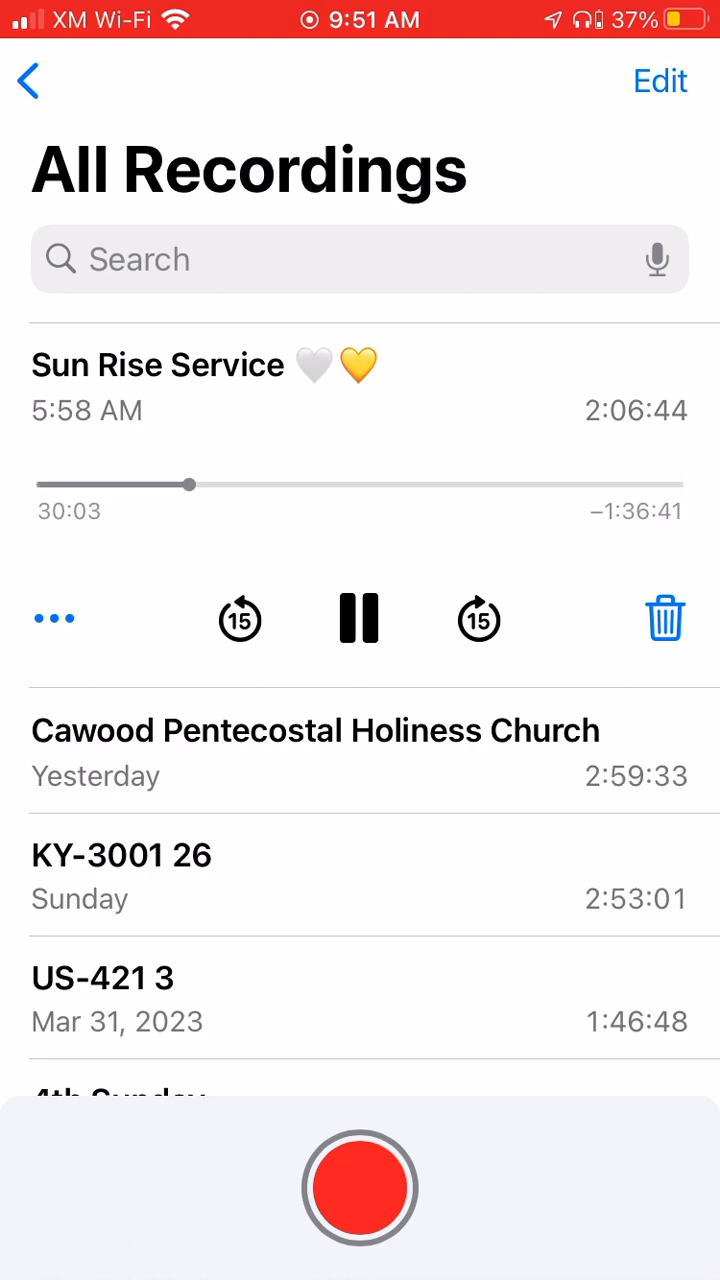 XM Wi-Fi 9:51 AM 37%
Edit
All Recordings
Search
Sun Rise Service 🤍💛
5:58 AM 2:06:44
30:03 –1:36:41
15 15
Cawood Pentecostal Holiness Church
Yesterday 2:59:33
KY-3001 26
Sunday 2:53:01
US-421 3
Mar 31, 2023 1:46:48
4th Sunday